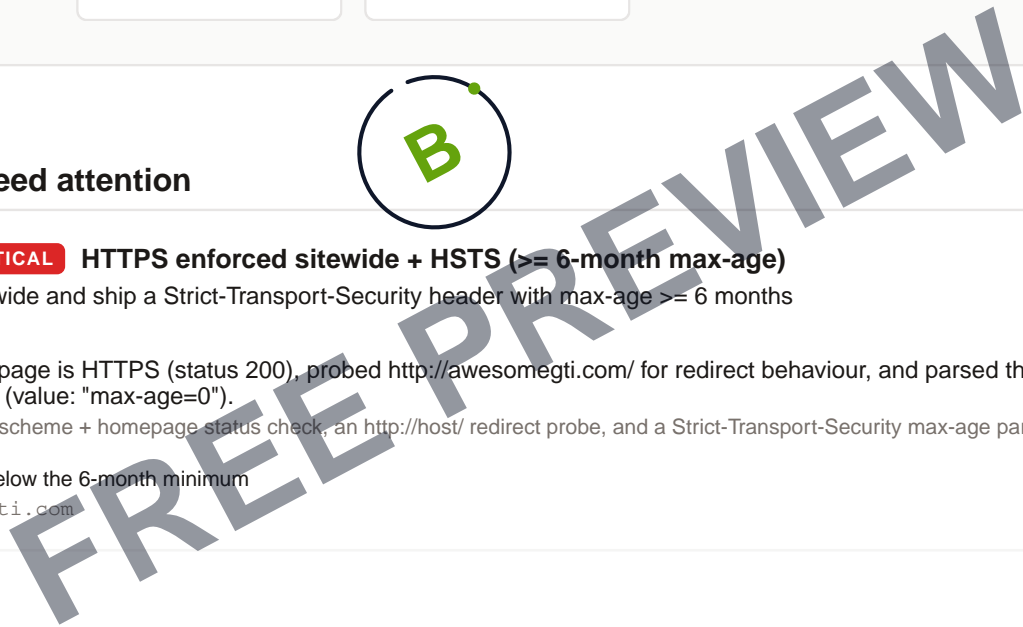 B
eed attention
TICAL HTTPS enforced sitewide + HSTS (>= 6-month max-age)
wide and ship a Strict-Transport-Security header with max-age >= 6 months
page is HTTPS (status 200), probed http://awesomegti.com/ for redirect behaviour, and parsed th
(value: "max-age=0").
scheme + homepage status check, an http://host/ redirect probe, and a Strict-Transport-Security max-age par
elow the 6-month minimum
ti.com
FREE PREVIEW